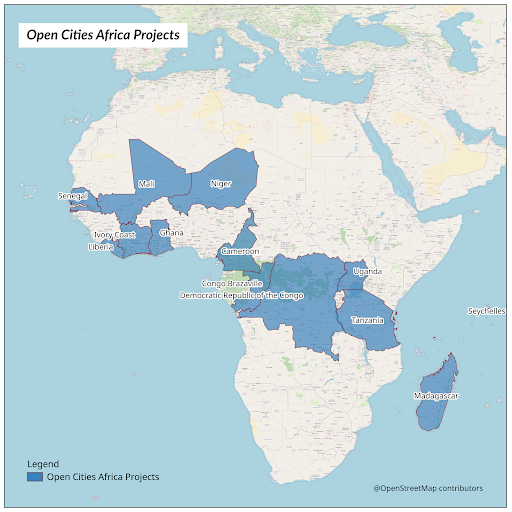 Open Cities Africa Projects
Mali
Niger
Senegal
Ivory Coast
Ghana
Liberia
Cameroon
Uganda
Congo Brazaville
Democratic Republic of the Congo
Seychelles
Tanzania
Madagascar
Legend
Open Cities Africa Projects
@OpenStreetMap contributors